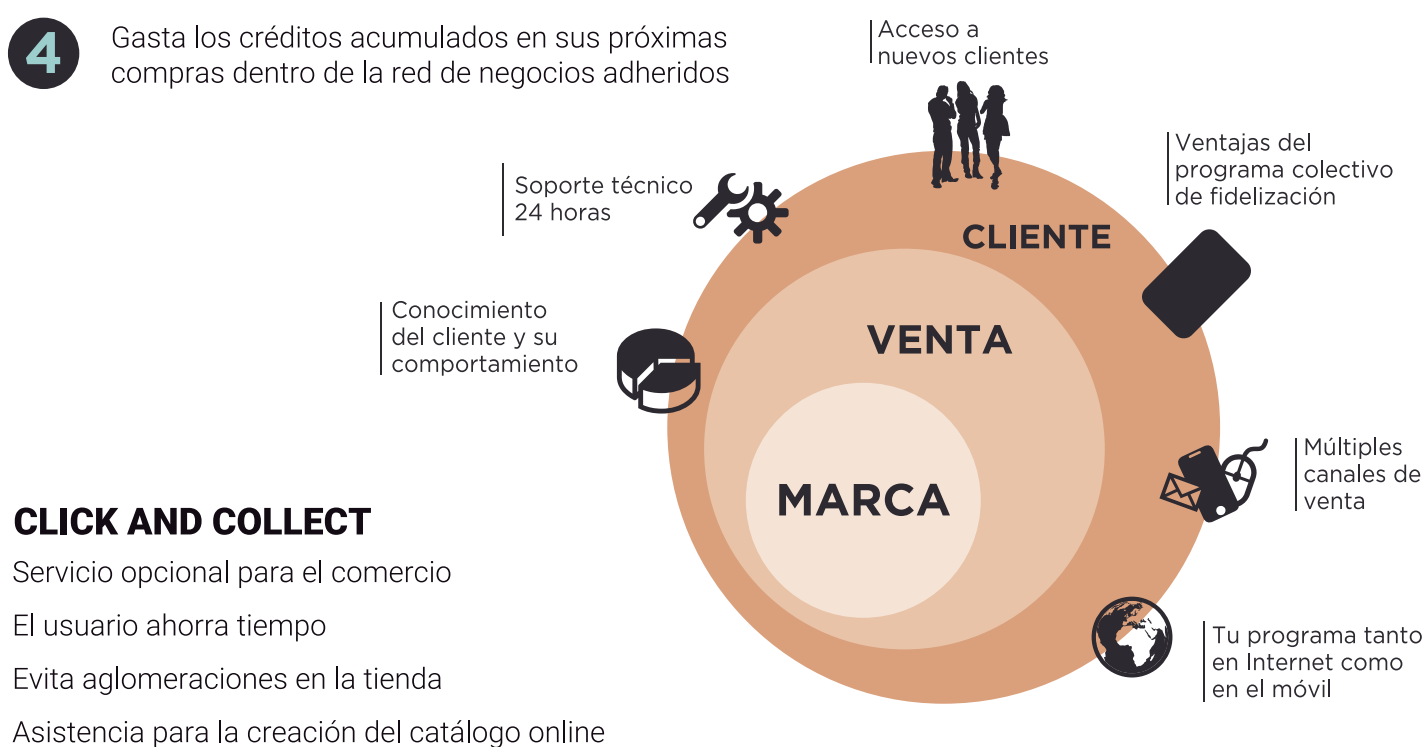 4
Gasta los créditos acumulados en sus próximas
compras dentro de la red de negocios adheridos
Acceso a
nuevos clientes
Ventajas del
programa colectivo
de fidelización
Soporte técnico
24 horas
CLIENTE
Conocimiento
del cliente y su
comportamiento
VENTA
Múltiples
canales de
venta
MARCA
Tu programa tanto
en Internet como
en el móvil
CLICK AND COLLECT
Servicio opcional para el comercio
El usuario ahorra tiempo
Evita aglomeraciones en la tienda
Asistencia para la creación del catálogo online